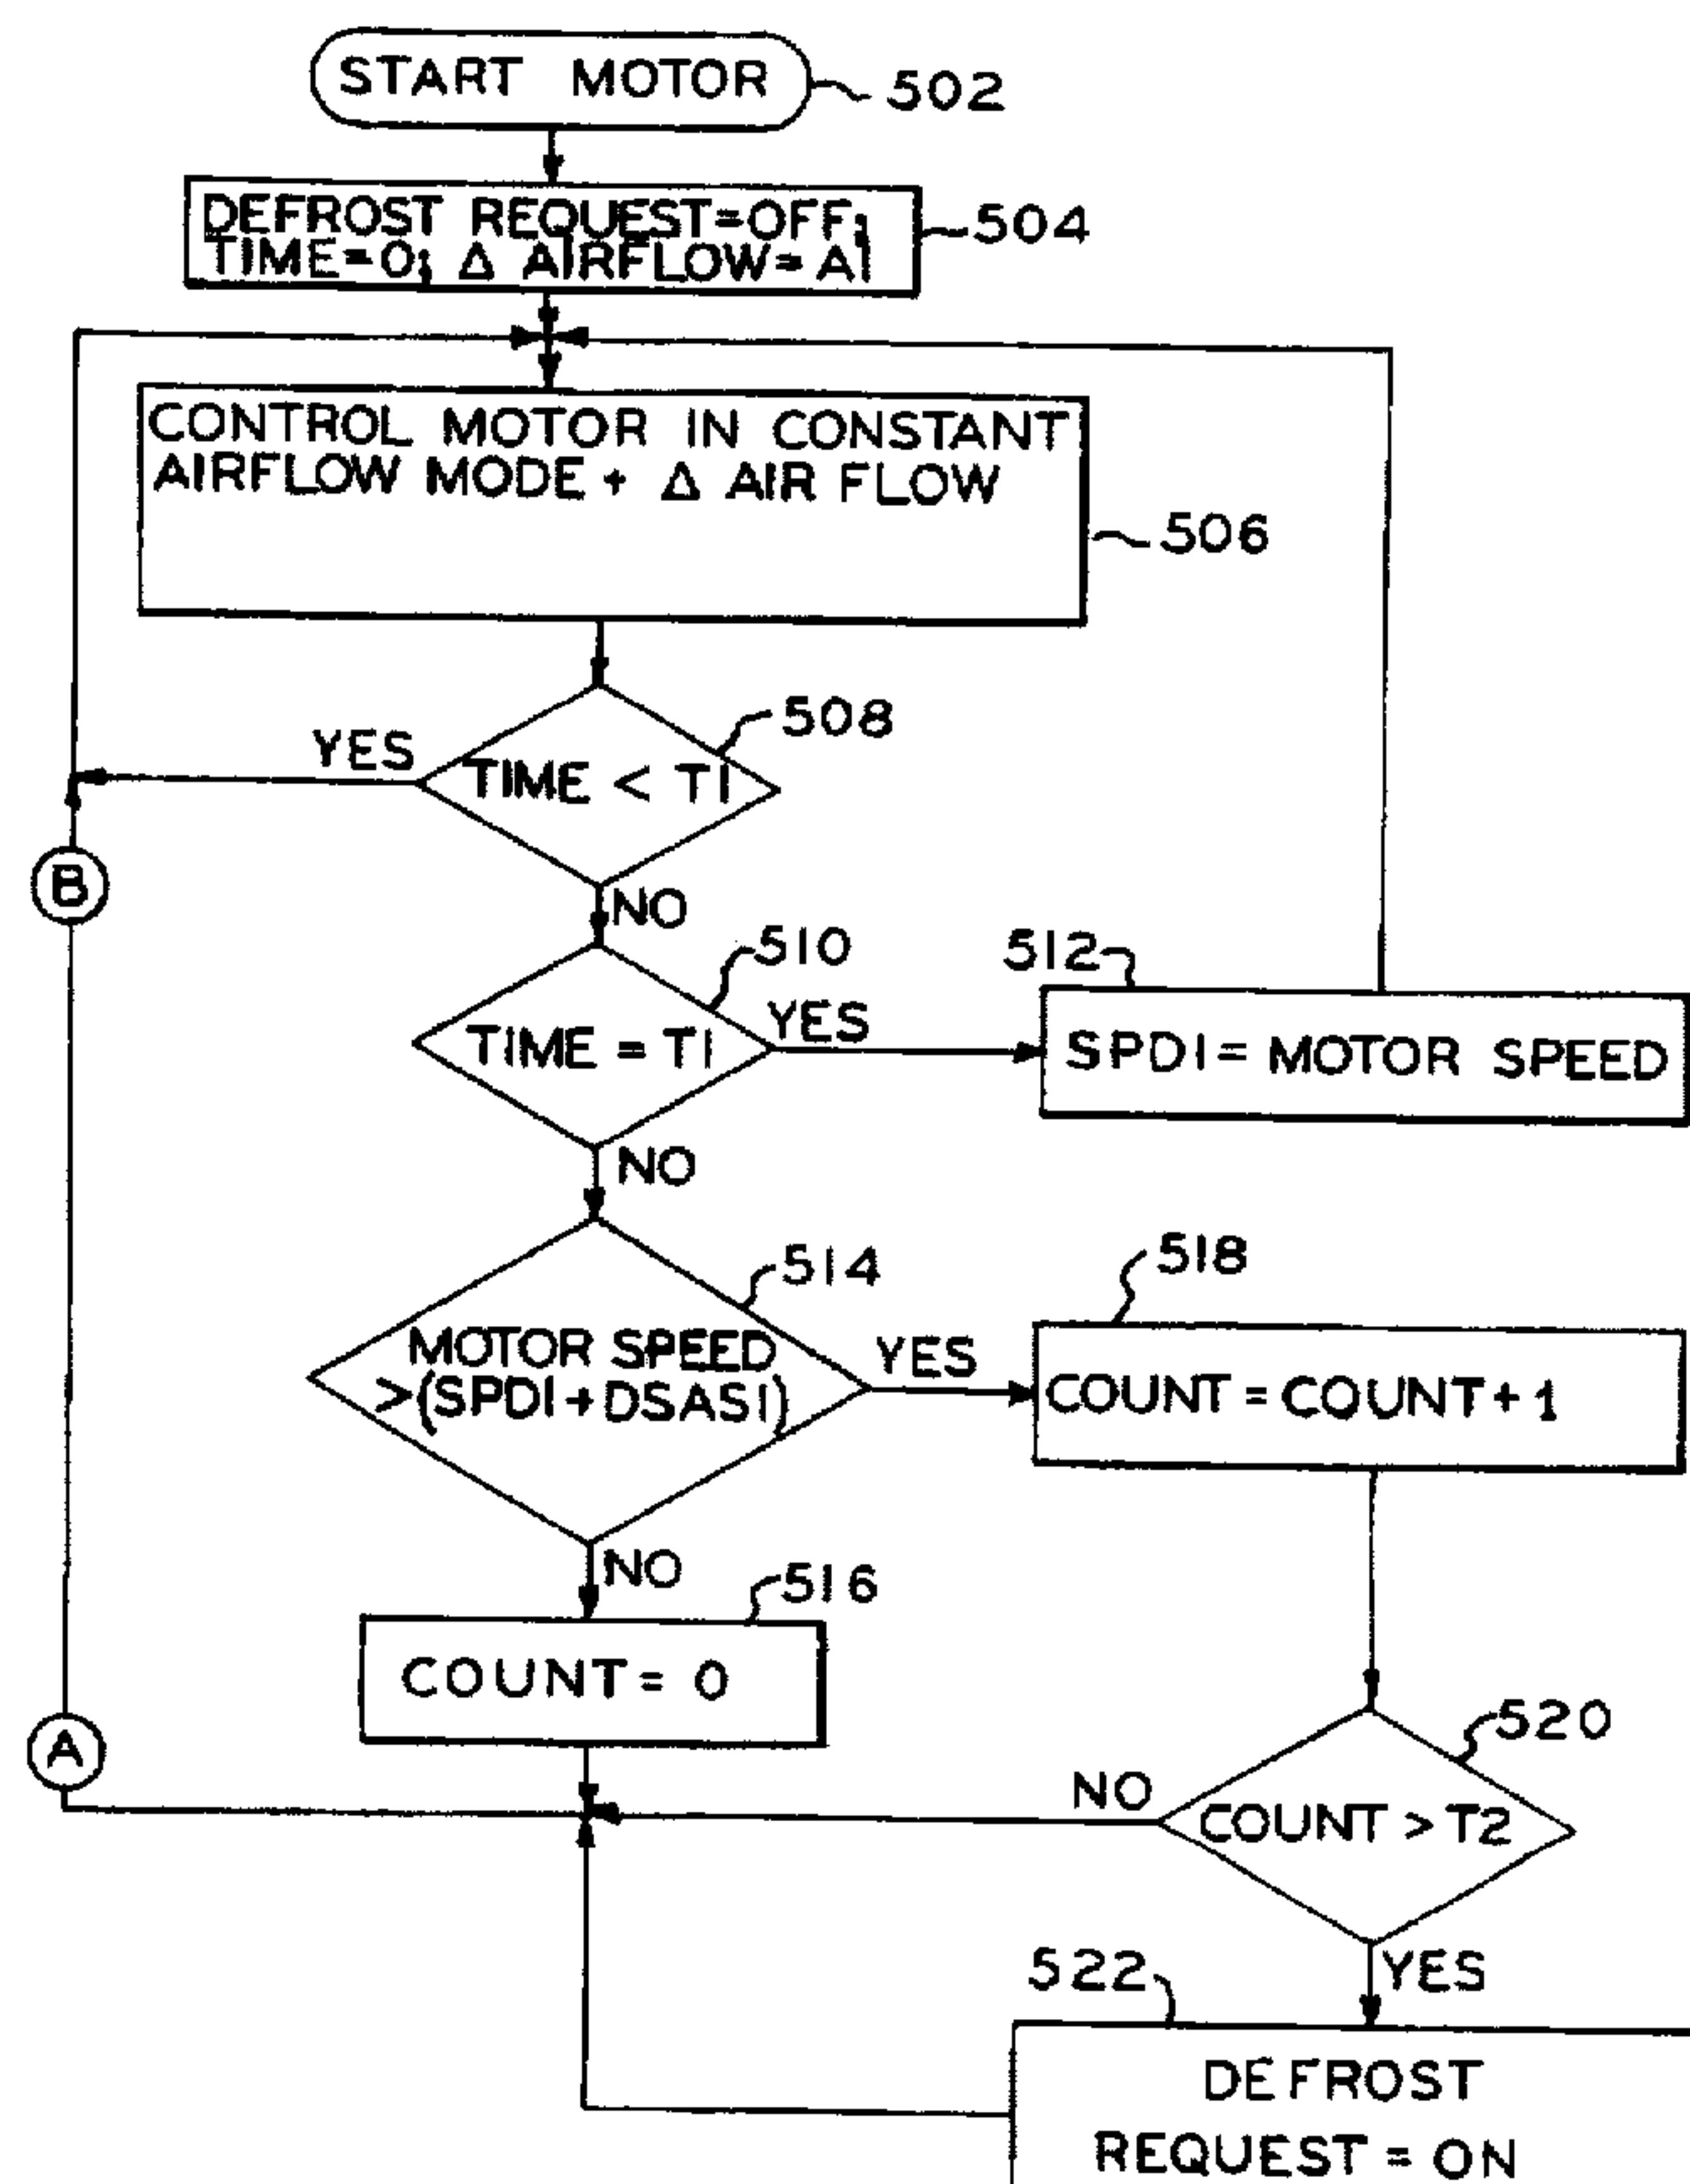 START MOTOR
502
DEFROST REQUEST=OFF;
TIME=0; Δ AIRFLOW=A1
504
CONTROL MOTOR IN CONSTANT
AIRFLOW MODE + Δ AIR FLOW
506
508
YES
TIME < T1
B
NO
510
512
YES
TIME = T1
SPD1= MOTOR SPEED
NO
514
518
MOTOR SPEED
>(SPD1+DSAS1)
YES
COUNT=COUNT+1
NO
516
COUNT= 0
A
520
NO
COUNT >T2
522
YES
DEFROST
REQUEST = ON